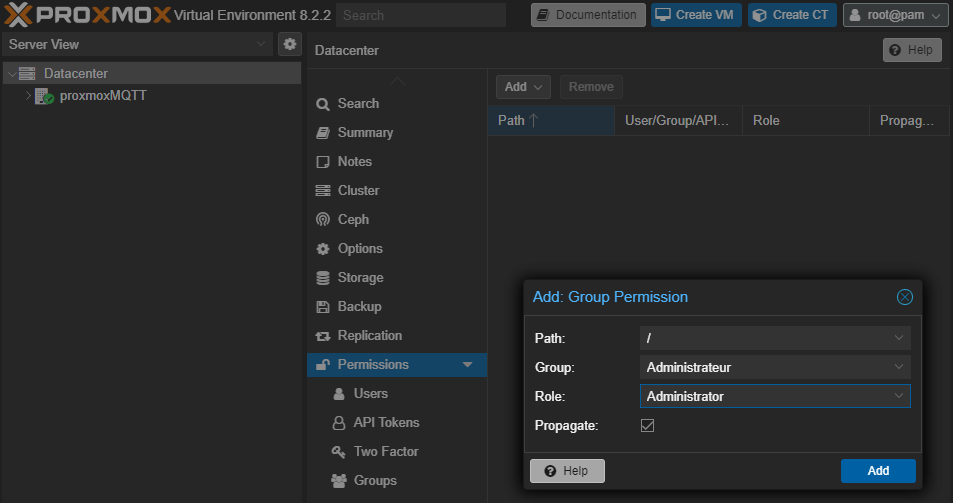 PROXMOX Virtual Environment 8.2.2 Search Documentation Create VM Create CT root@pam
Server View
Datacenter
proxmoxMQTT
Datacenter Help
Search
Summary
Notes
Cluster
Ceph
Options
Storage
Backup
Replication
Permissions
Users
API Tokens
Two Factor
Groups
Add Remove
Path User/Group/API... Role Propag...
Add: Group Permission
Path: /
Group: Administrateur
Role: Administrator
Propagate:
Help Add